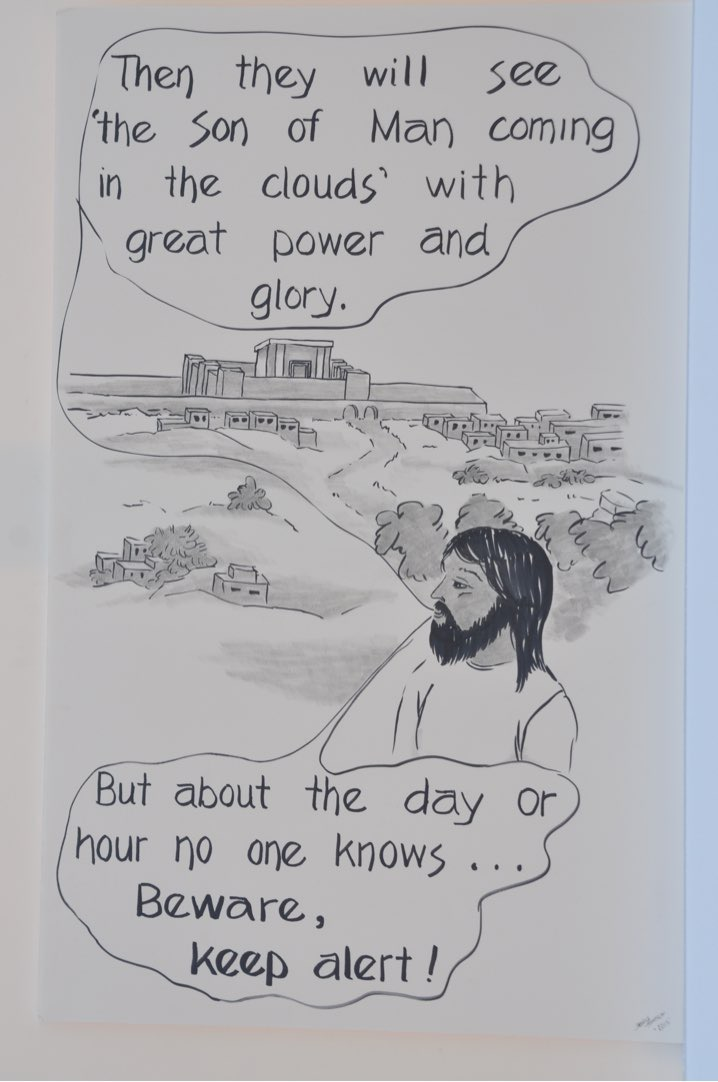 Then they will see
'the Son of Man coming
in the clouds' with
great power and
glory.
But about the day or
hour no one knows ...
Beware,
keep alert!